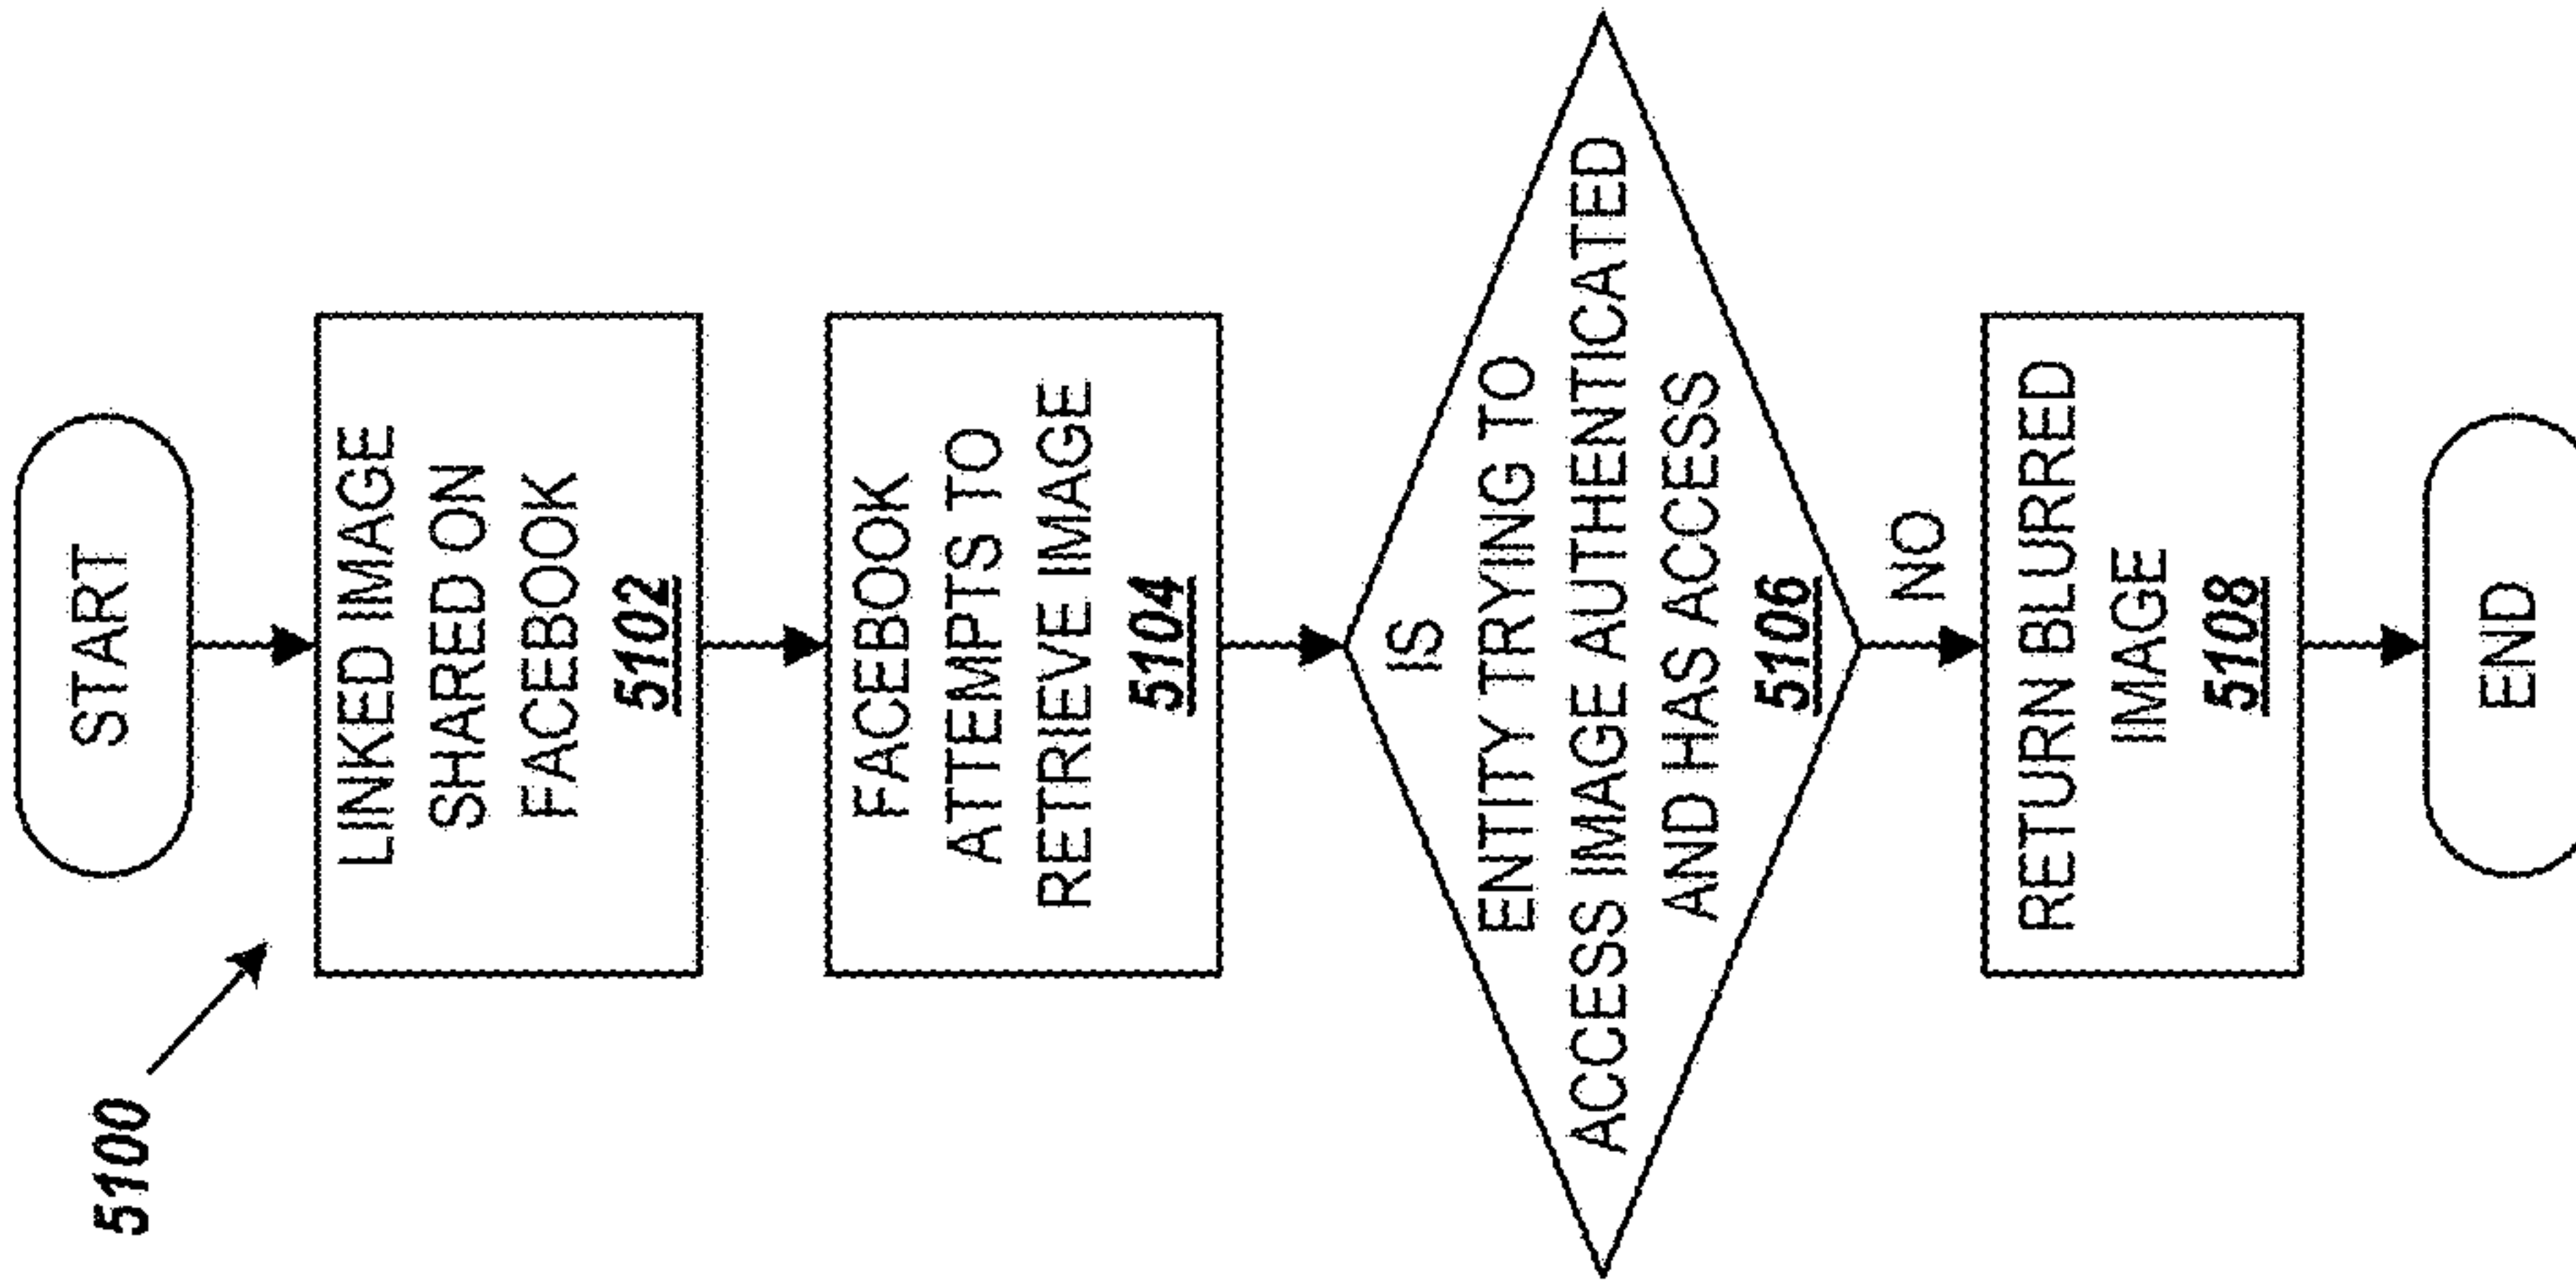 5100
START
LINKED IMAGE
SHARED ON
FACEBOOK
5102
FACEBOOK
ATTEMPTS TO
RETRIEVE IMAGE
5104
IS
ENTITY TRYING TO
ACCESS IMAGE AUTHENTICATED
AND HAS ACCESS
5106
NO
RETURN BLURRED
IMAGE
5108
END